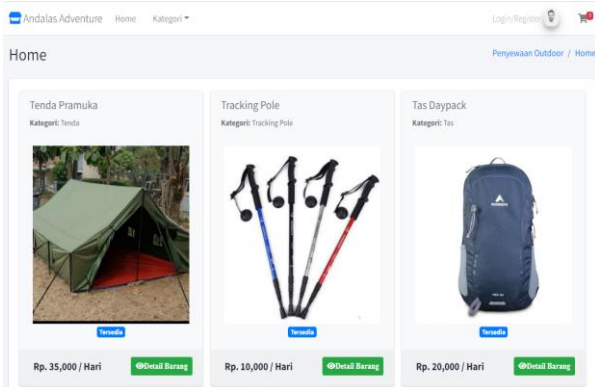 Andalas Adventure Home Kategori Login/Register 0
Home Penyewaan Outdoor / Home
Tenda Pramuka
Kategori: Tenda
Tersedia
Rp. 35,000 / Hari Detail Barang
Tracking Pole
Kategori: Tracking Pole
Tersedia
Rp. 10,000 / Hari Detail Barang
Tas Daypack
Kategori: Tas
Tersedia
Rp. 20,000 / Hari Detail Barang